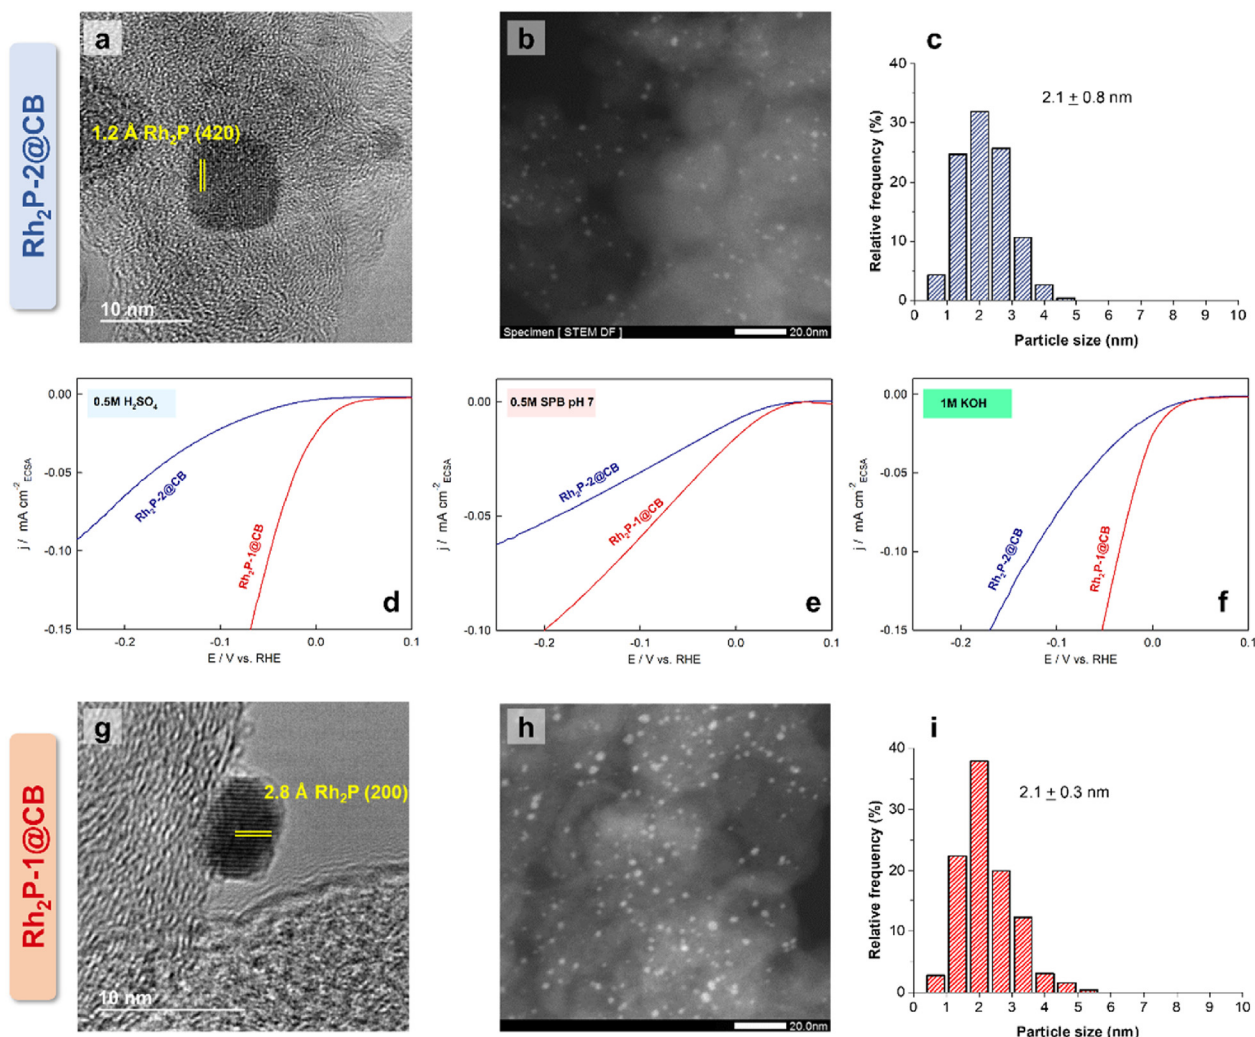 Rh₂P-2@CB
a
1.2 Å Rh₂P (420)
10 nm
b
Specimen [ STEM DF ]
20.0nm
c
2.1 ± 0.8 nm
Relative frequency (%)
40
30
20
10
0
0 1 2 3 4 5 6 7 8 9 10
Particle size (nm)
0.5M H₂SO₄
j / mA cm⁻²ECSA
0.00
-0.05
-0.10
-0.15
Rh₂P-2@CB
Rh₂P-1@CB
d
-0.2 -0.1 0.0 0.1
E / V vs. RHE
0.5M SPB pH 7
j / mA cm⁻²ECSA
0.00
-0.05
-0.10
Rh₂P-2@CB
Rh₂P-1@CB
e
-0.2 -0.1 0.0 0.1
E / V vs. RHE
1M KOH
j / mA cm⁻²ECSA
0.00
-0.05
-0.10
-0.15
Rh₂P-2@CB
Rh₂P-1@CB
f
-0.2 -0.1 0.0 0.1
E / V vs. RHE
Rh₂P-1@CB
g
2.8 Å Rh₂P (200)
10 nm
h
20.0nm
i
2.1 ± 0.3 nm
Relative frequency (%)
40
30
20
10
0
0 1 2 3 4 5 6 7 8 9 10
Particle size (nm)